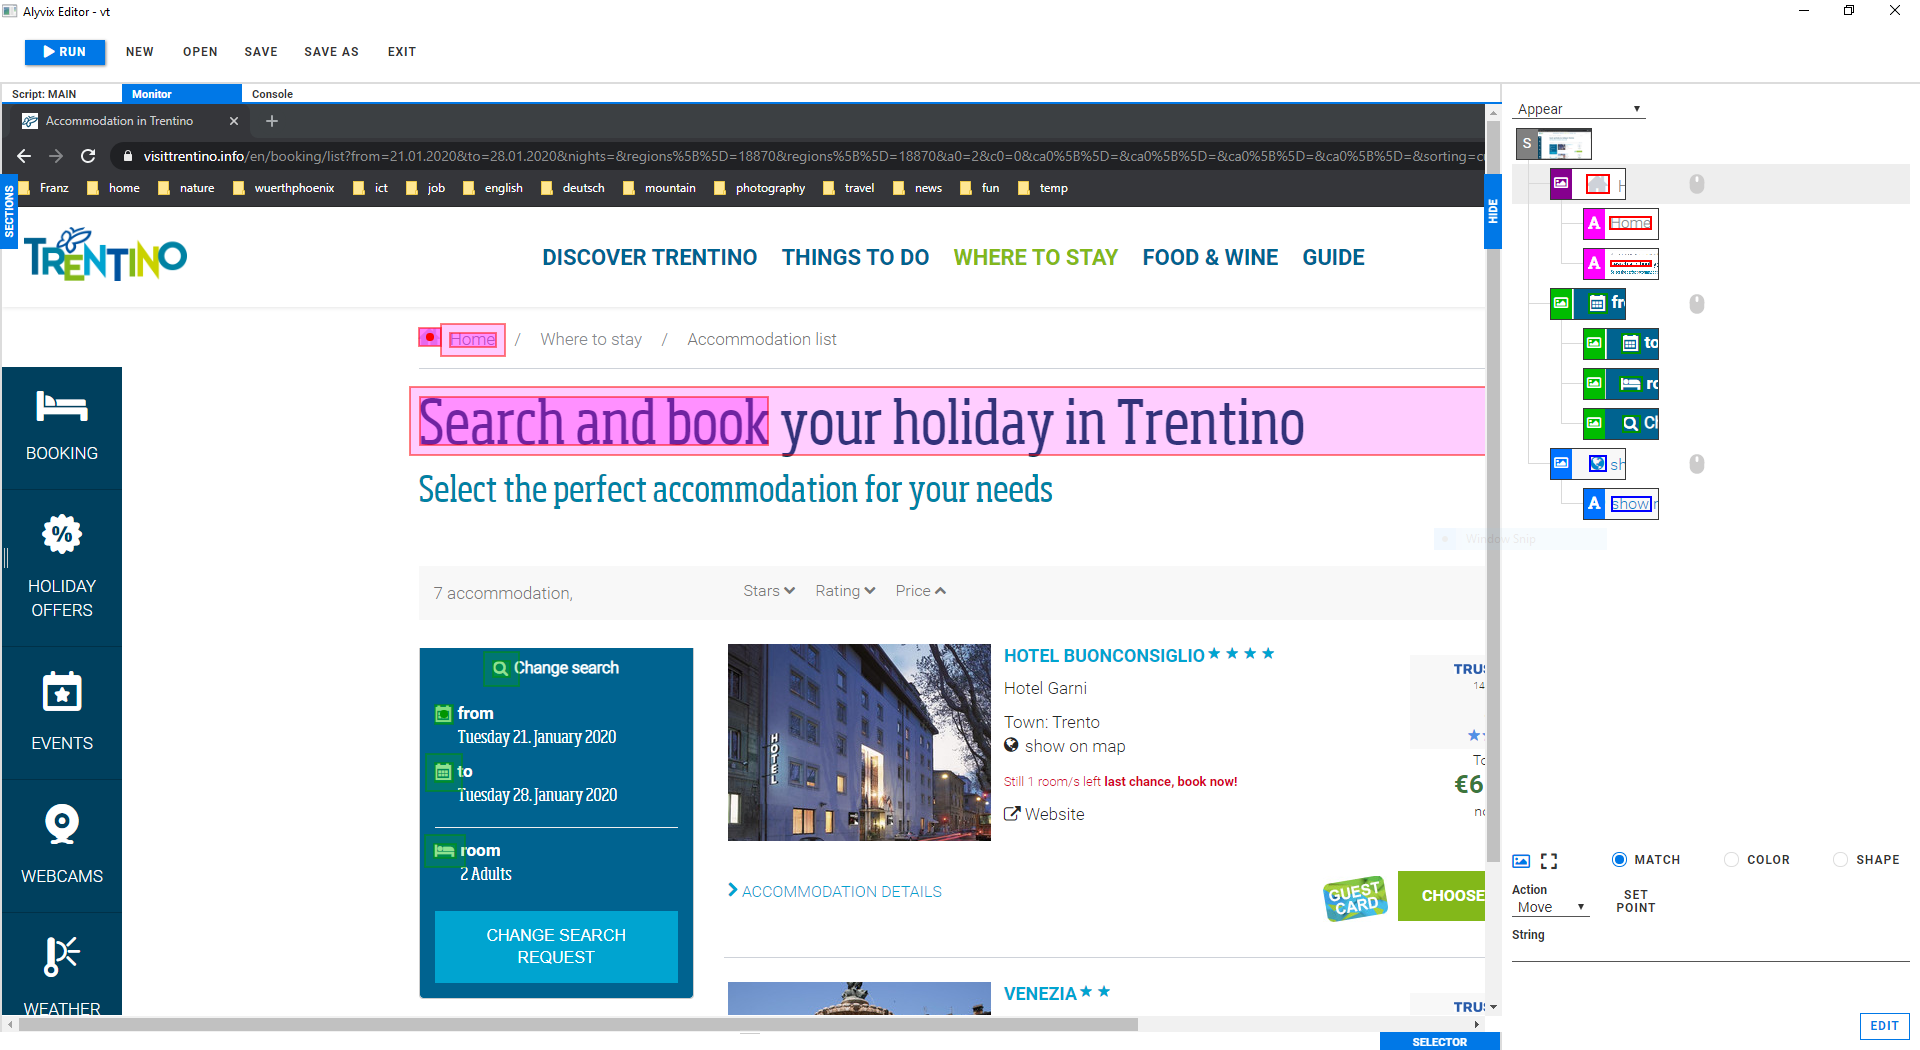 Alyvix Editor - vt
RUN NEW OPEN SAVE SAVE AS EXIT
Script: MAIN Monitor Console
Accommodation in Trentino
visittrentino.info/en/booking/list?from=21.01.2020&to=28.01.2020&nights=&regions%5B%5D=18870&regions%5B%5D=18870&a0=2&c0=0&ca0%5B%5D=&ca0%5B%5D=&ca0%5B%5D=&ca0%5B%5D=&sorting=c
Franz home nature wuerthphoenix ict job english deutsch mountain photography travel news fun temp
SECTIONS
HIDE
TRENTINO
DISCOVER TRENTINO THINGS TO DO WHERE TO STAY FOOD & WINE GUIDE
Home / Where to stay / Accommodation list
Search and book your holiday in Trentino
Select the perfect accommodation for your needs
BOOKING
HOLIDAY
OFFERS
EVENTS
WEBCAMS
WEATHER
7 accommodation,
Stars Rating Price
Change search
from
Tuesday 21. January 2020
to
Tuesday 28. January 2020
room
2 Adults
CHANGE SEARCH
REQUEST
HOTEL
HOTEL BUONCONSIGLIO
Hotel Garni
Town: Trento
show on map
Still 1 room/s left last chance, book now!
Website
TRU
14
To
€6
no
ACCOMMODATION DETAILS
GUEST
CARD
CHOOSE
VENEZIA
TRU
SELECTOR
Appear
S
H
A Home
A
fr
to
ro
Ch
sh
A show r
Window Snip
MATCH COLOR SHAPE
Action
Move
SET
POINT
String
EDIT